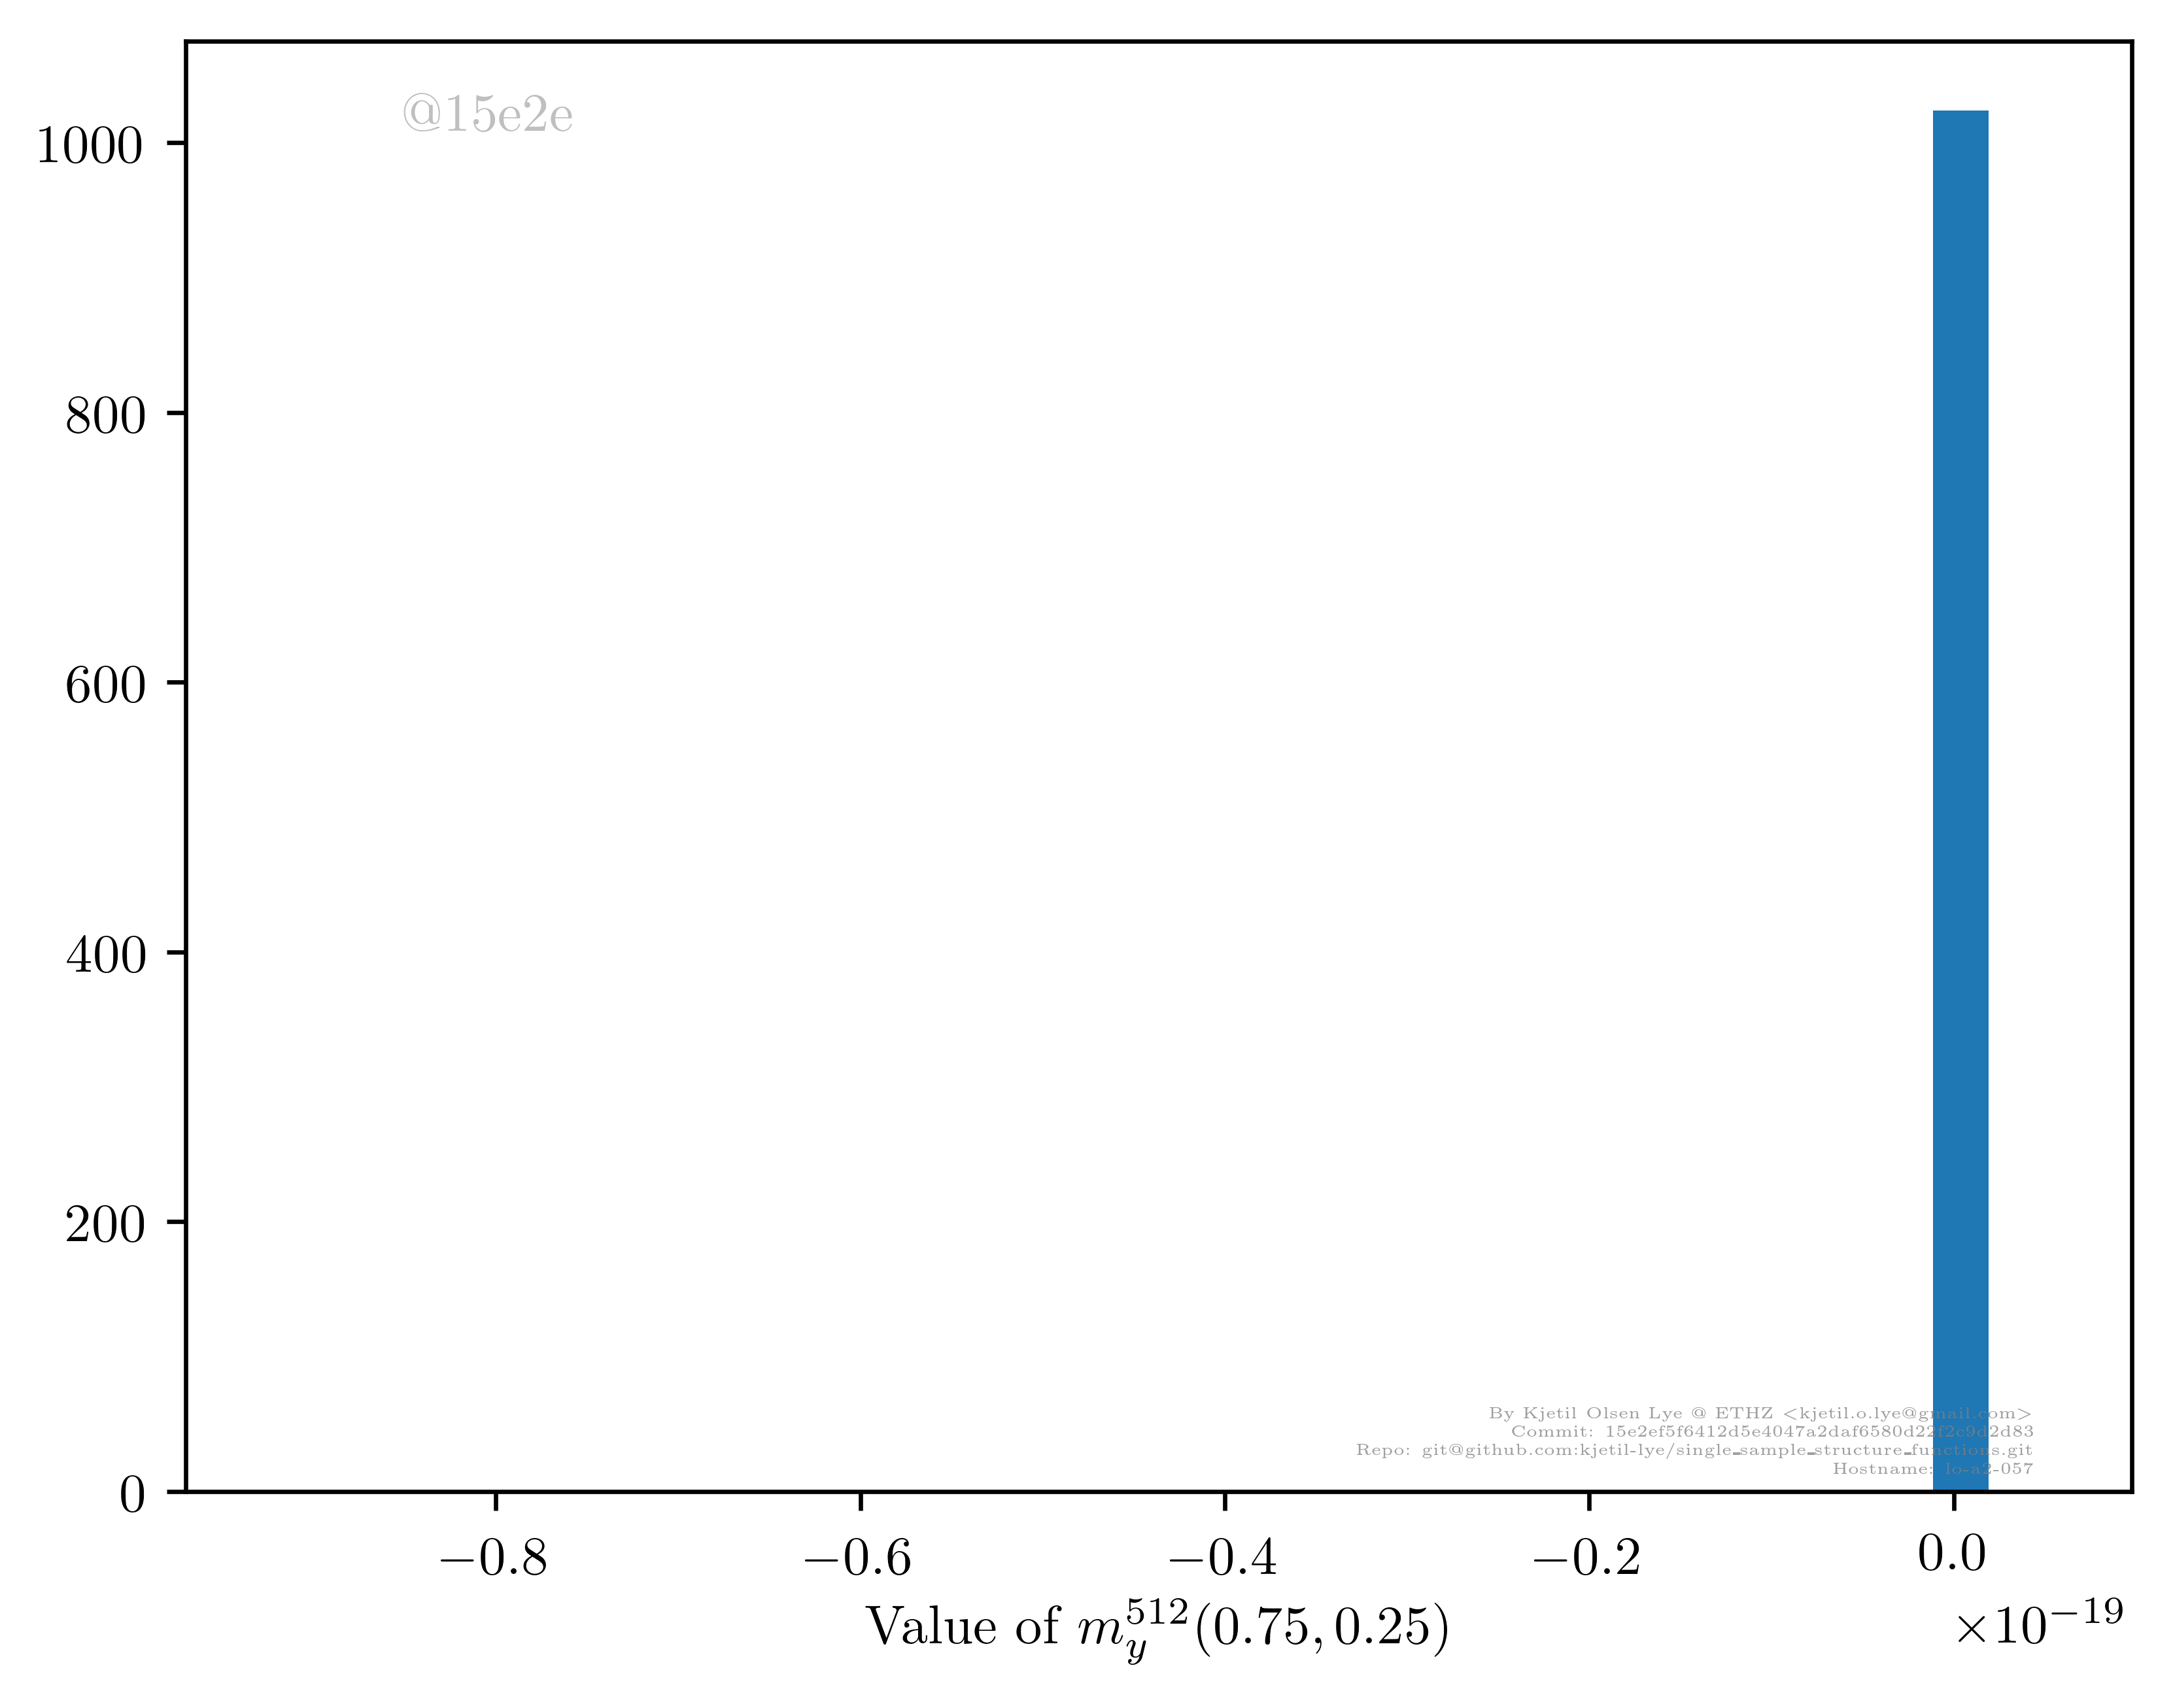 @15e2e
1000
800
600
400
200
0
By Kjetil Olsen Lye @ ETHZ <kjetil.o.lye@gmail.com>
Commit: 15e2ef5f6412d5e4047a2daf6580d22f2c9d2d83
Repo: git@github.com:kjetil-lye/single_sample_structure_functions.git
Hostname: lo-a2-057
−0.8 −0.6 −0.4 −0.2 0.0
Value of $m_y^{512}(0.75, 0.25)$
×10⁻¹⁹